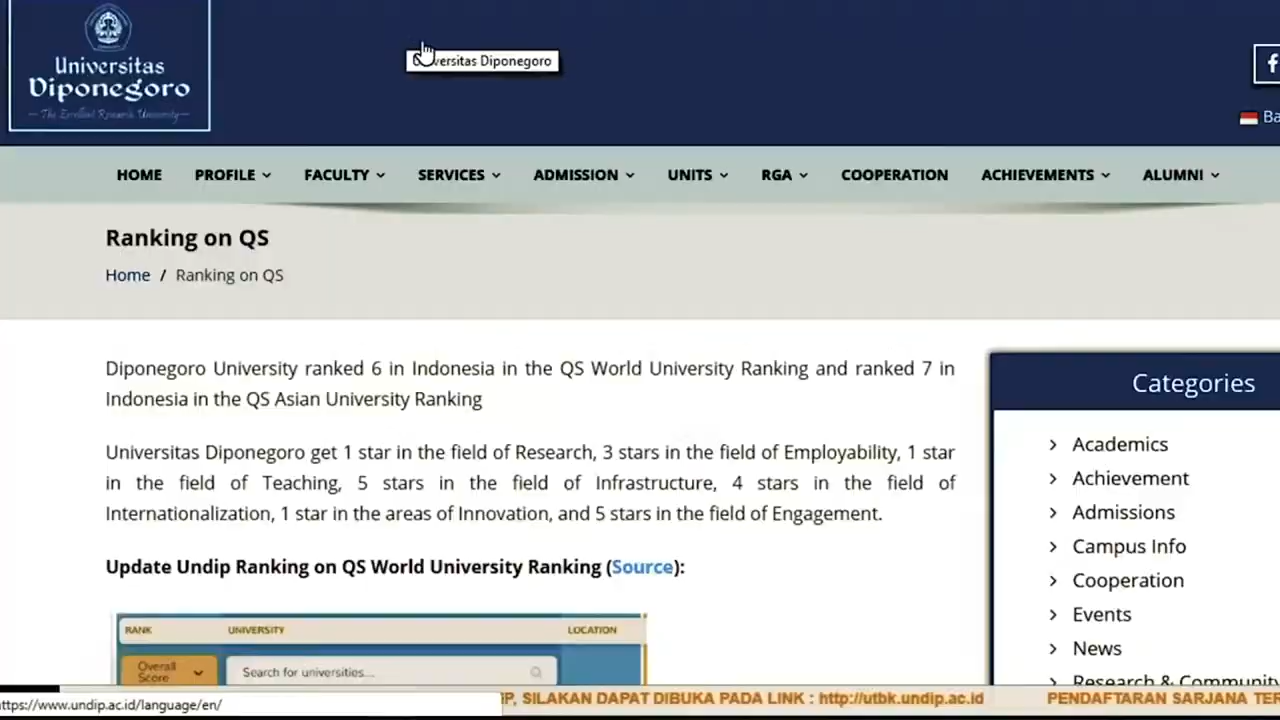 Universitas
Diponegoro
The Excellent Research University
Universitas Diponegoro
HOME PROFILE FACULTY SERVICES ADMISSION UNITS RGA COOPERATION ACHIEVEMENTS ALUMNI
Ranking on QS
Home / Ranking on QS
Diponegoro University ranked 6 in Indonesia in the QS World University Ranking and ranked 7 in
Indonesia in the QS Asian University Ranking
Universitas Diponegoro get 1 star in the field of Research, 3 stars in the field of Employability, 1 star
in the field of Teaching, 5 stars in the field of Infrastructure, 4 stars in the field of
Internationalization, 1 star in the areas of Innovation, and 5 stars in the field of Engagement.
Update Undip Ranking on QS World University Ranking (Source):
RANK UNIVERSITY LOCATION
Overall
Score
Search for universities...
Categories
Academics
Achievement
Admissions
Campus Info
Cooperation
Events
News
Research & Community
https://www.undip.ac.id/language/en/
SILAKAN DAPAT DIBUKA PADA LINK : http://utbk.undip.ac.id PENDAFTARAN SARJANA